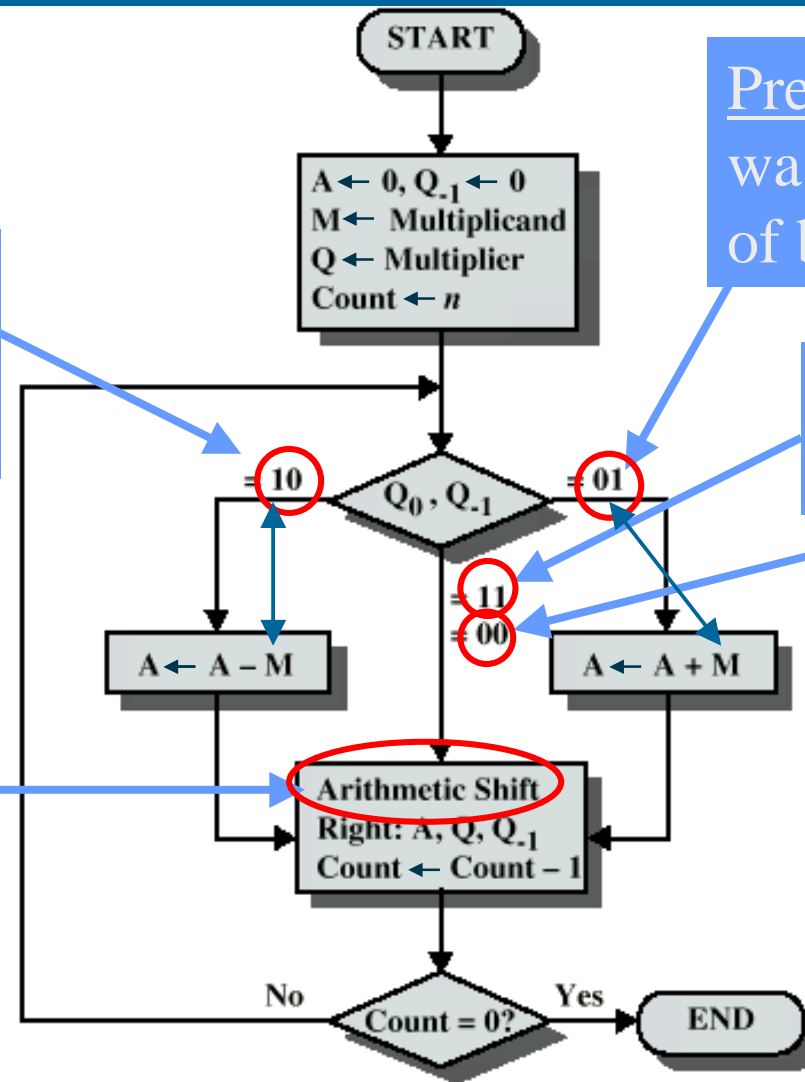 START
Pre
wa
of
A ← 0, Q₋₁ ← 0
M ← Multiplicand
Q ← Multiplier
Count ← n
= 10
Q₀ , Q₋₁
= 01
= 11
= 00
A ← A – M
A ← A + M
Arithmetic Shift
Right: A, Q, Q₋₁
Count ← Count – 1
No
Count = 0?
Yes
END